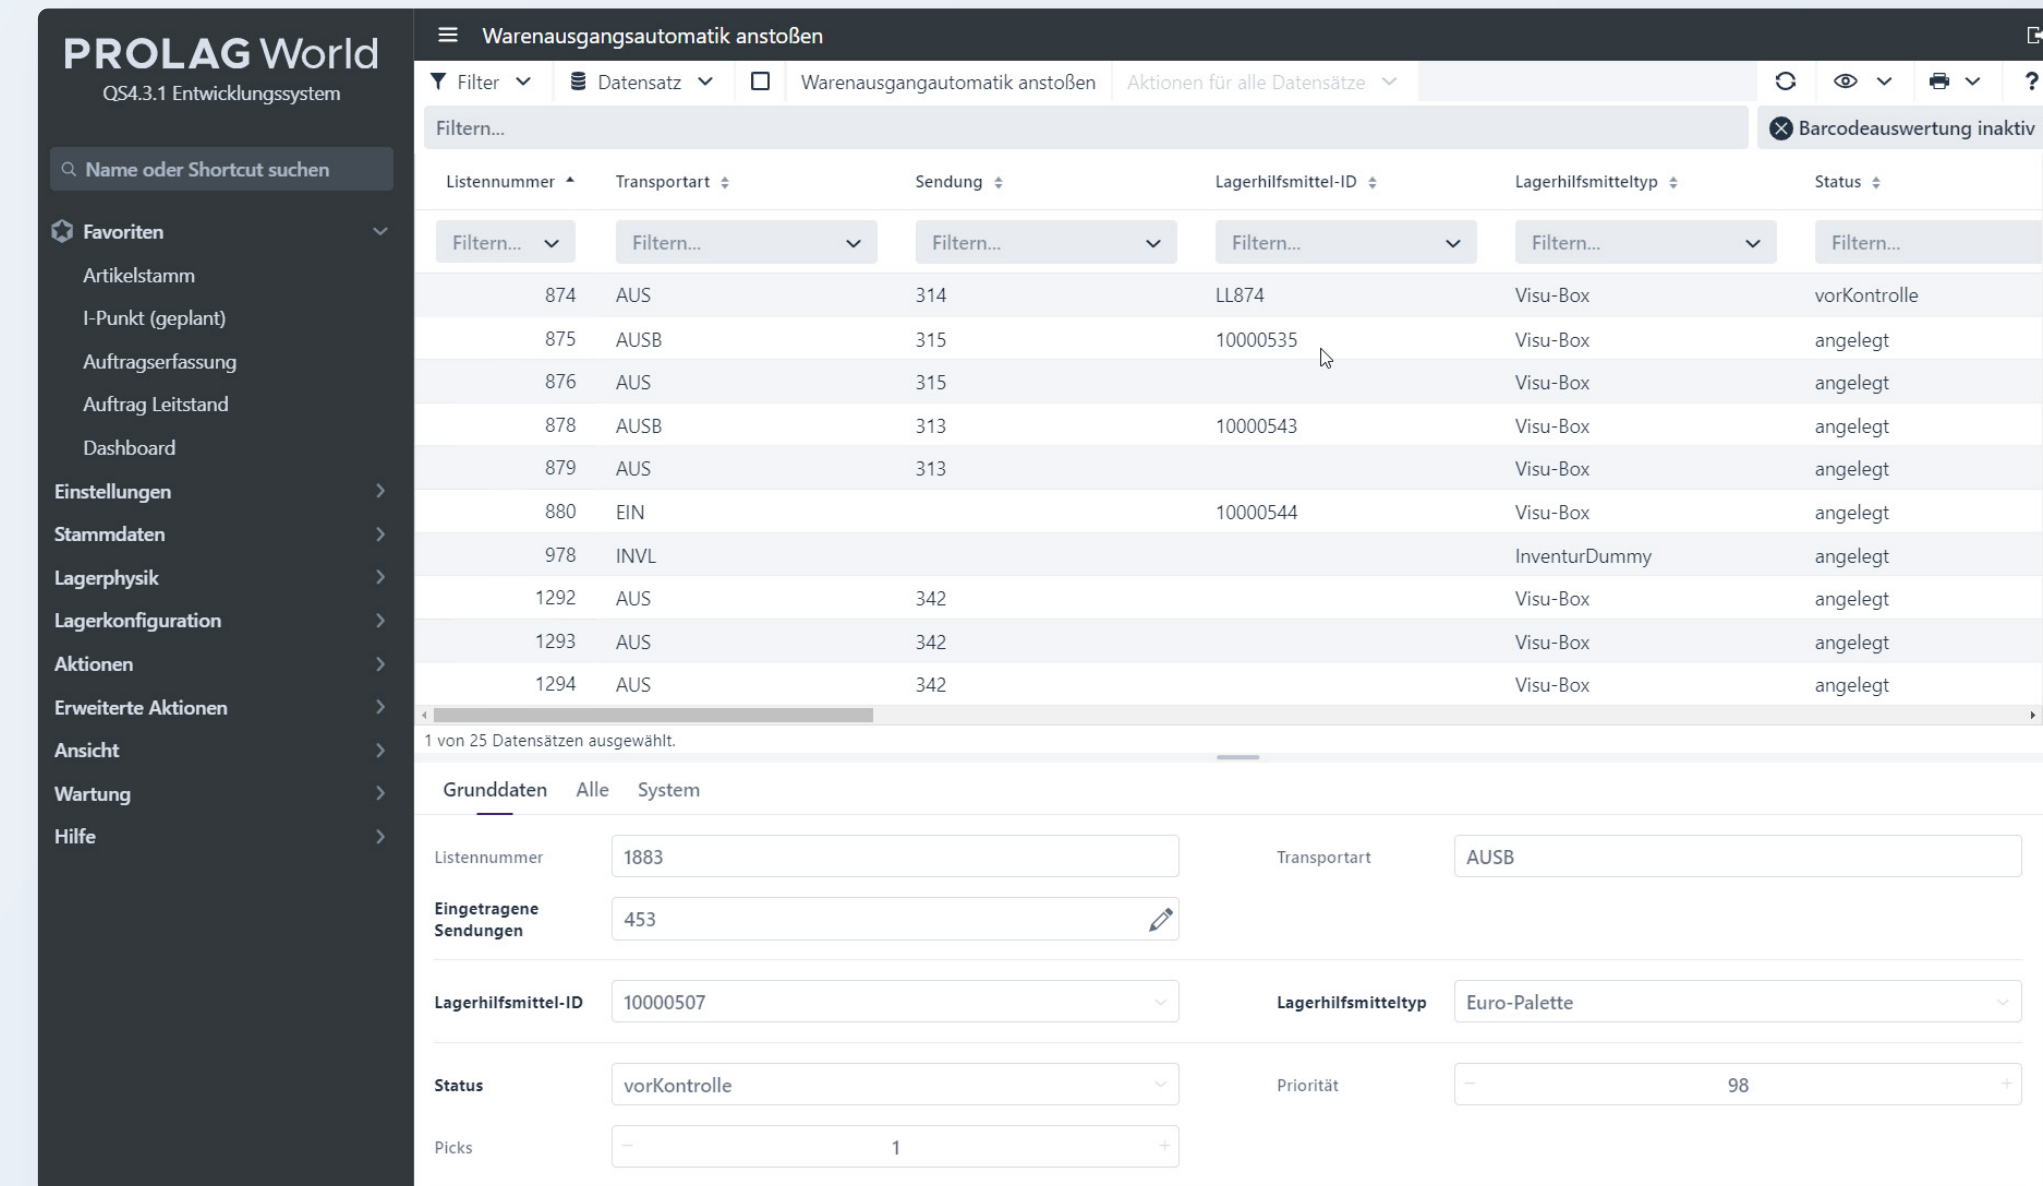 PROLAG World
QS4.3.1 Entwicklungssystem
Name oder Shortcut suchen
Favoriten
Artikelstamm
I-Punkt (geplant)
Auftragserfassung
Auftrag Leitstand
Dashboard
Einstellungen
Stammdaten
Lagerphysik
Lagerkonfiguration
Aktionen
Erweiterte Aktionen
Ansicht
Wartung
Hilfe
Warenausgangsautomatik anstoßen
Filter Datensatz Warenausgangautomatik anstoßen Aktionen für alle Datensätze ?
Filtern... Barcodeauswertung inaktiv
Listennummer Transportart Sendung Lagerhilfsmittel-ID Lagerhilfsmitteltyp Status
Filtern... Filtern... Filtern... Filtern... Filtern... Filtern...
874 AUS 314 LL874 Visu-Box vorKontrolle
875 AUSB 315 10000535 Visu-Box angelegt
876 AUS 315 Visu-Box angelegt
878 AUSB 313 10000543 Visu-Box angelegt
879 AUS 313 Visu-Box angelegt
880 EIN 10000544 Visu-Box angelegt
978 INVL InventurDummy angelegt
1292 AUS 342 Visu-Box angelegt
1293 AUS 342 Visu-Box angelegt
1294 AUS 342 Visu-Box angelegt
1 von 25 Datensätzen ausgewählt.
Grunddaten Alle System
Listennummer 1883 Transportart AUSB
Eingetragene
Sendungen 453
Lagerhilfsmittel-ID 10000507 Lagerhilfsmitteltyp Euro-Palette
Status vorKontrolle Priorität − 98 +
Picks − 1 +